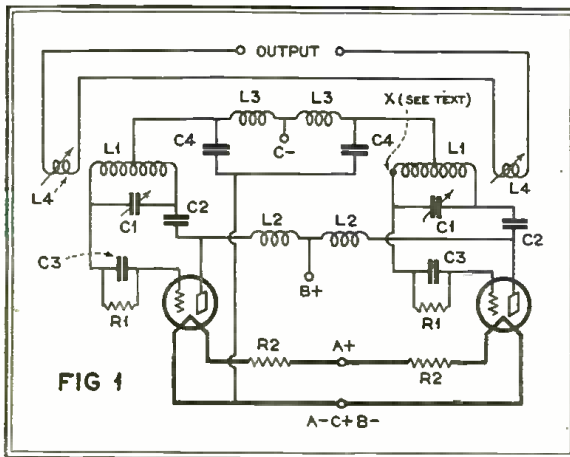 OUTPUT
L3 L3
X (SEE TEXT)
L1 C4 C- C4 L1
L4 L4
C2 L2 L2 C1
C1 C2
C3 B+ C3
R1 R1
R2 A+
R2
FIG 1
A-C+B-